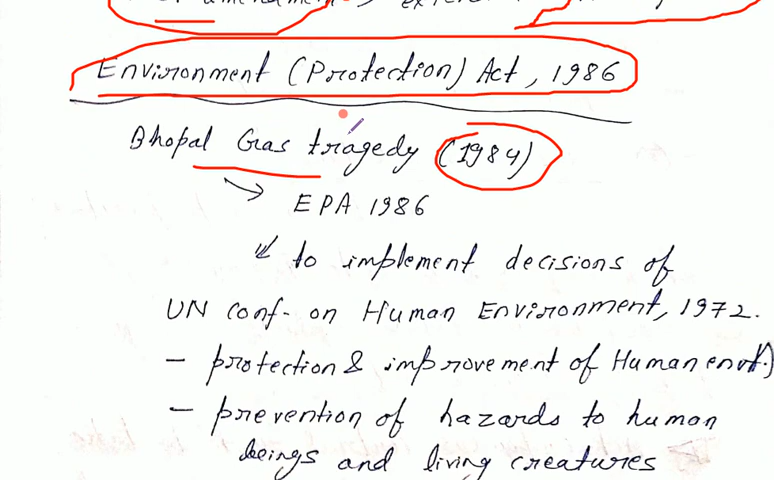 amendment
Environment (Protection) Act, 1986
Bhopal Gas tragedy (1984)
EPA 1986
to implement decisions of
UN conf- on Human Environment, 1972.
- protection & improvement of Human envt.)
- prevention of hazards to human
beings and living creatures